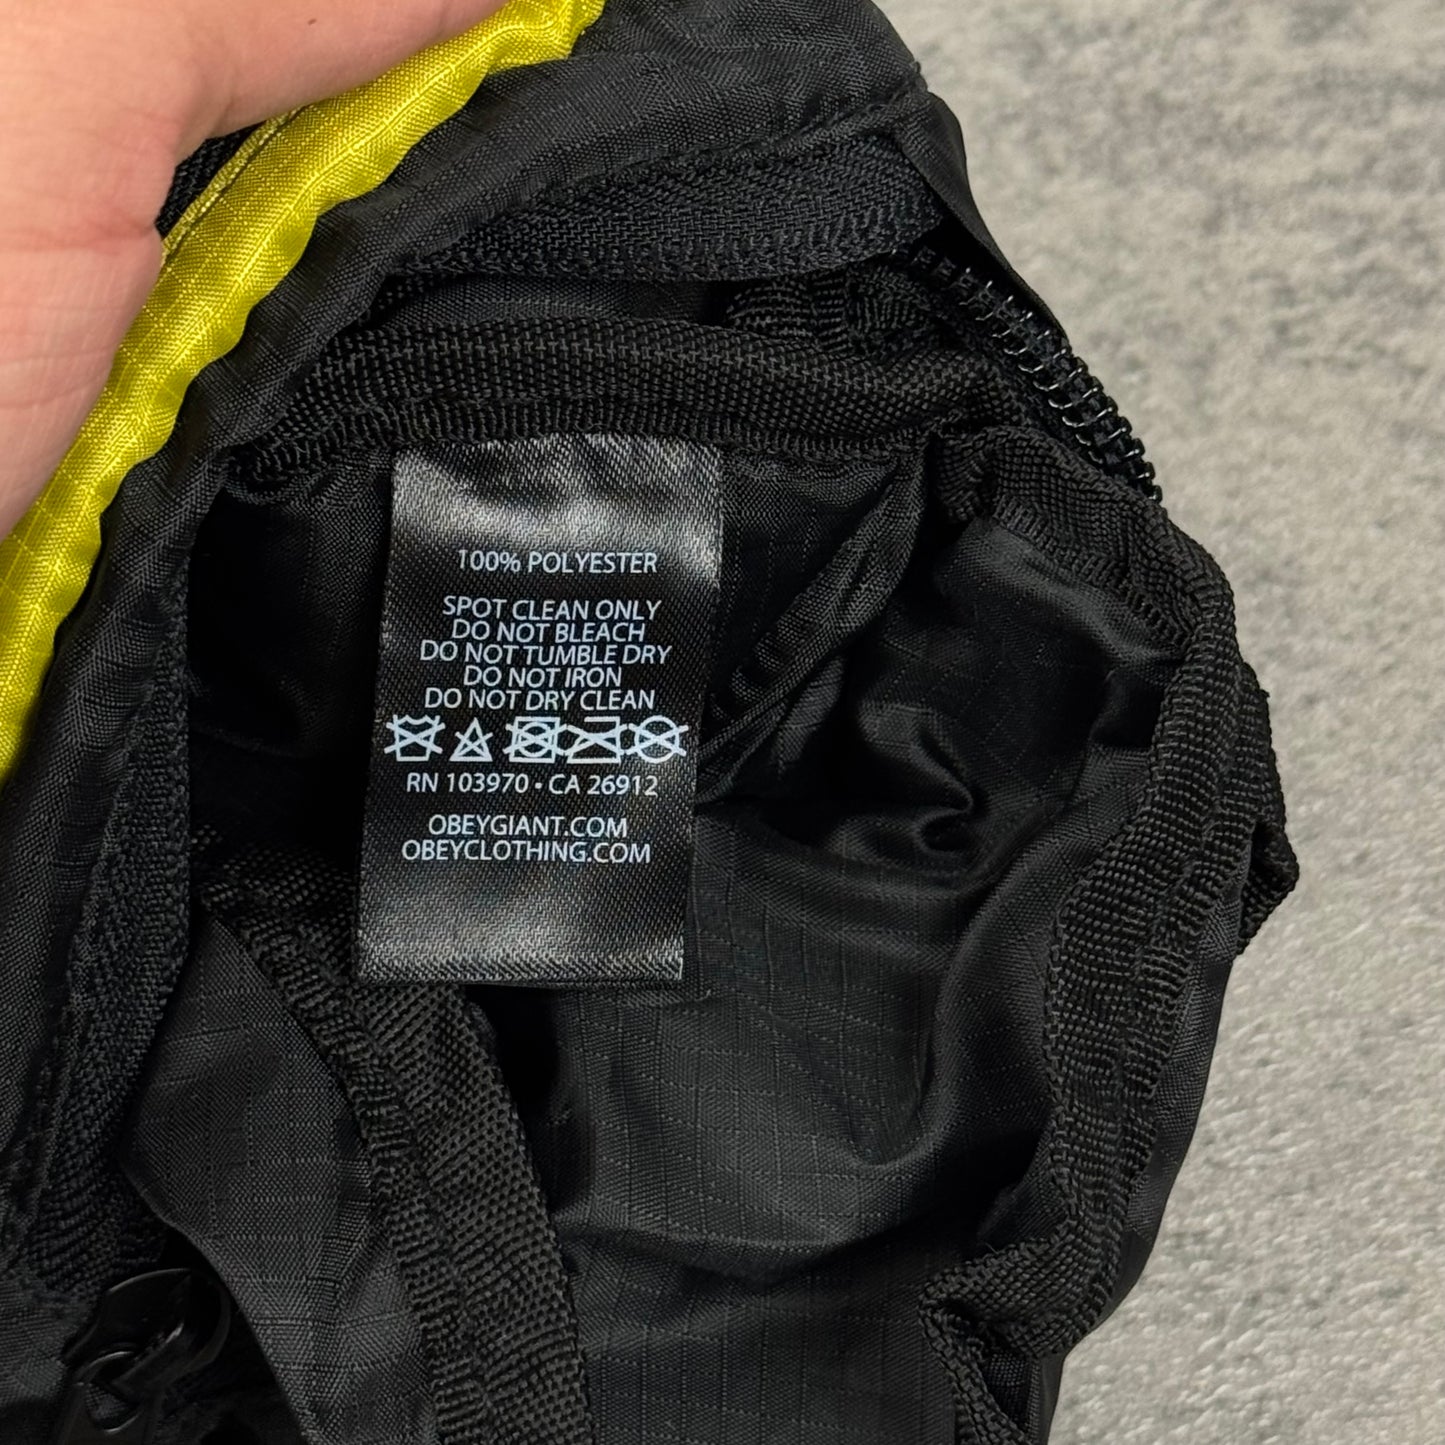 100% POLYESTER
SPOT CLEAN ONLY
DO NOT BLEACH
DO NOT TUMBLE DRY
DO NOT IRON
DO NOT DRY CLEAN
RN 103970 • CA 26912
OBEYGIANT.COM
OBEYCLOTHING.COM